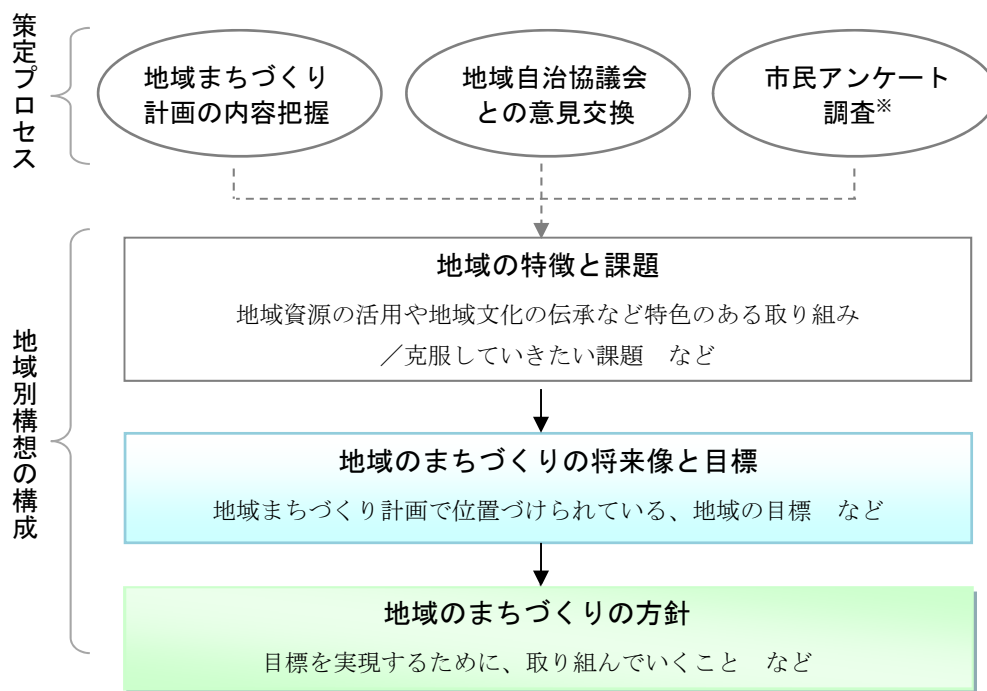 策定プロセス
地域まちづくり
計画の内容把握
地域自治協議会
との意見交換
市民アンケート
調査※
地域別構想の構成
地域の特徴と課題
地域資源の活用や地域文化の伝承など特色のある取り組み
／克服していきたい課題　など
地域のまちづくりの将来像と目標
地域まちづくり計画で位置づけられている、地域の目標　など
地域のまちづくりの方針
目標を実現するために、取り組んでいくこと　など